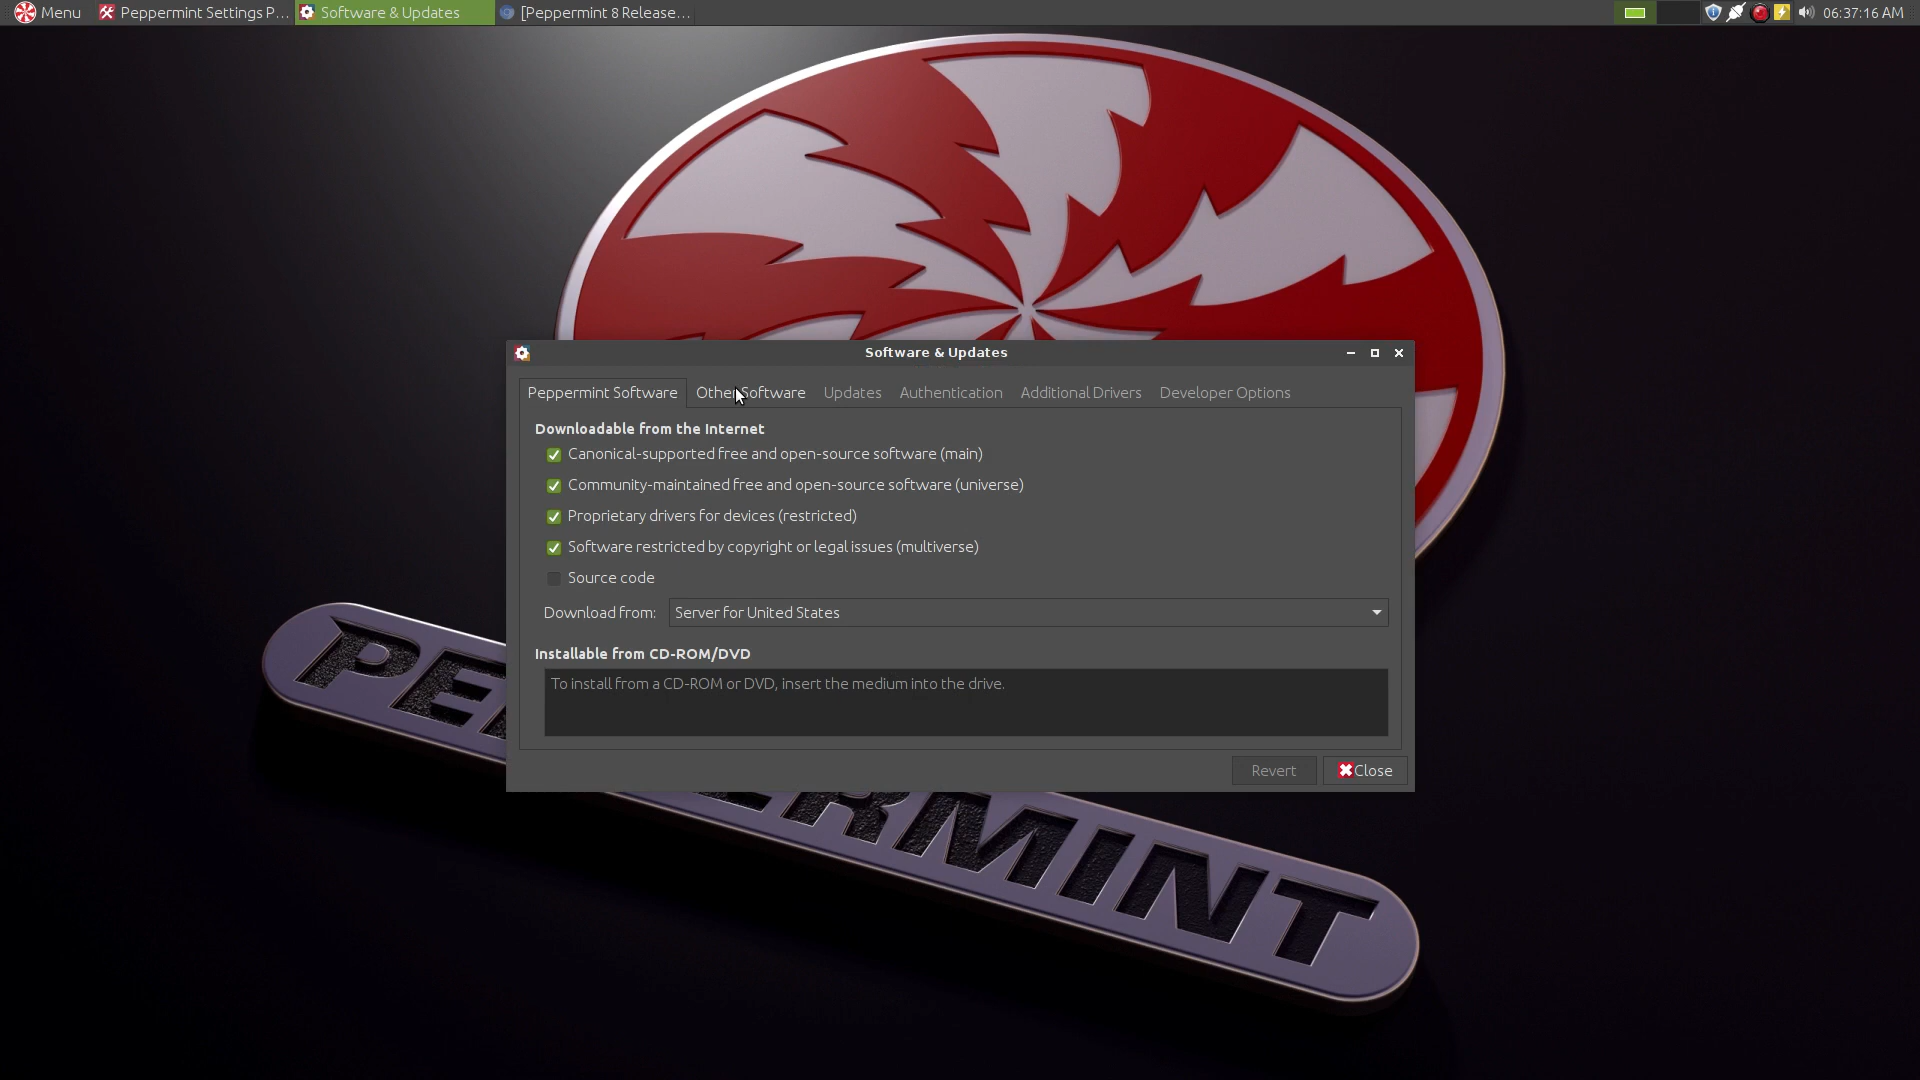 Menu
Peppermint Settings P...
Software & Updates
[Peppermint 8 Release...
06:37:16 AM
Software & Updates
Peppermint Software
Other Software
Updates
Authentication
Additional Drivers
Developer Options
Downloadable from the Internet
Canonical-supported free and open-source software (main)
Community-maintained free and open-source software (universe)
Proprietary drivers for devices (restricted)
Software restricted by copyright or legal issues (multiverse)
Source code
Download from: Server for United States
Installable from CD-ROM/DVD
To install from a CD-ROM or DVD, insert the medium into the drive.
Revert
Close
PEPPERMINT